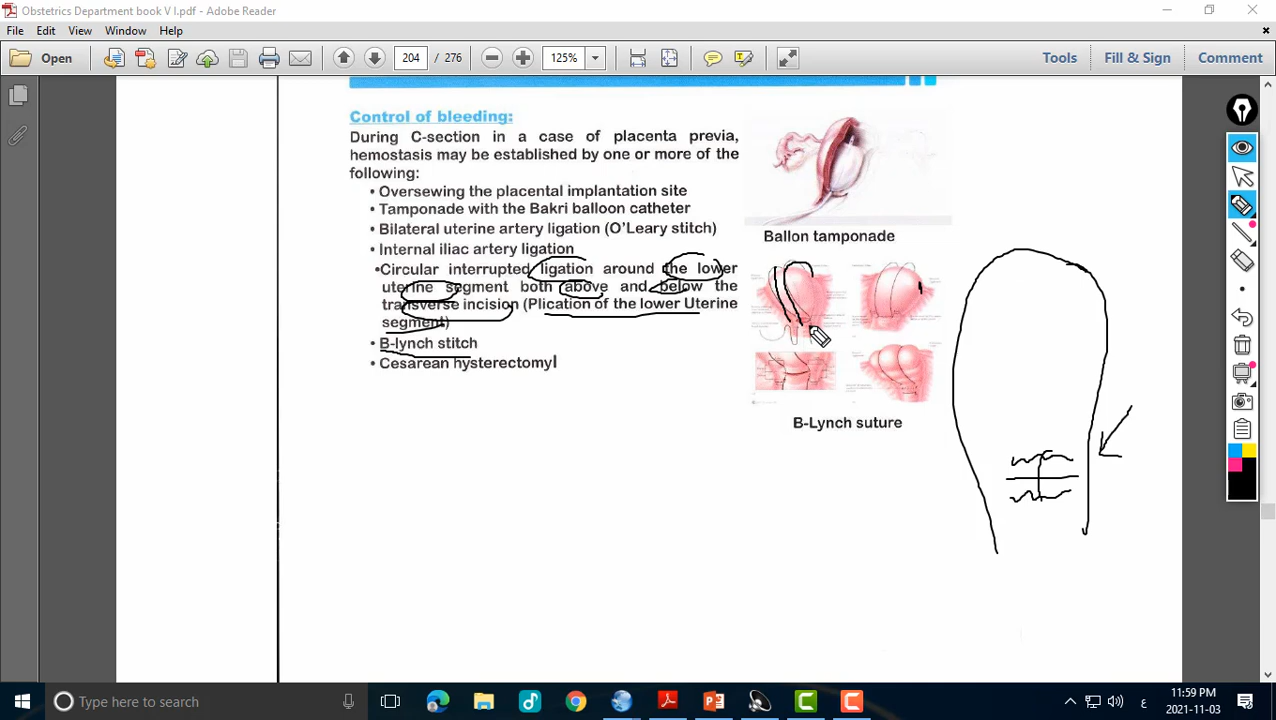 Obstetrics Department book V I.pdf - Adobe Reader
File Edit View Window Help
Open 204 / 276 125% Tools Fill & Sign Comment
Control of bleeding:
During C-section in a case of placenta previa,
hemostasis may be established by one or more of the
following:
• Oversewing the placental implantation site
• Tamponade with the Bakri balloon catheter
• Bilateral uterine artery ligation (O'Leary stitch)
• Internal iliac artery ligation
•Circular interrupted ligation around the lower
uterine segment both above and below the
transverse incision (Plication of the lower Uterine
segment)
• B-lynch stitch
• Cesarean hysterectomyl
Ballon tamponade
B-Lynch suture
Type here to search
ع
11:59 PM
2021-11-03